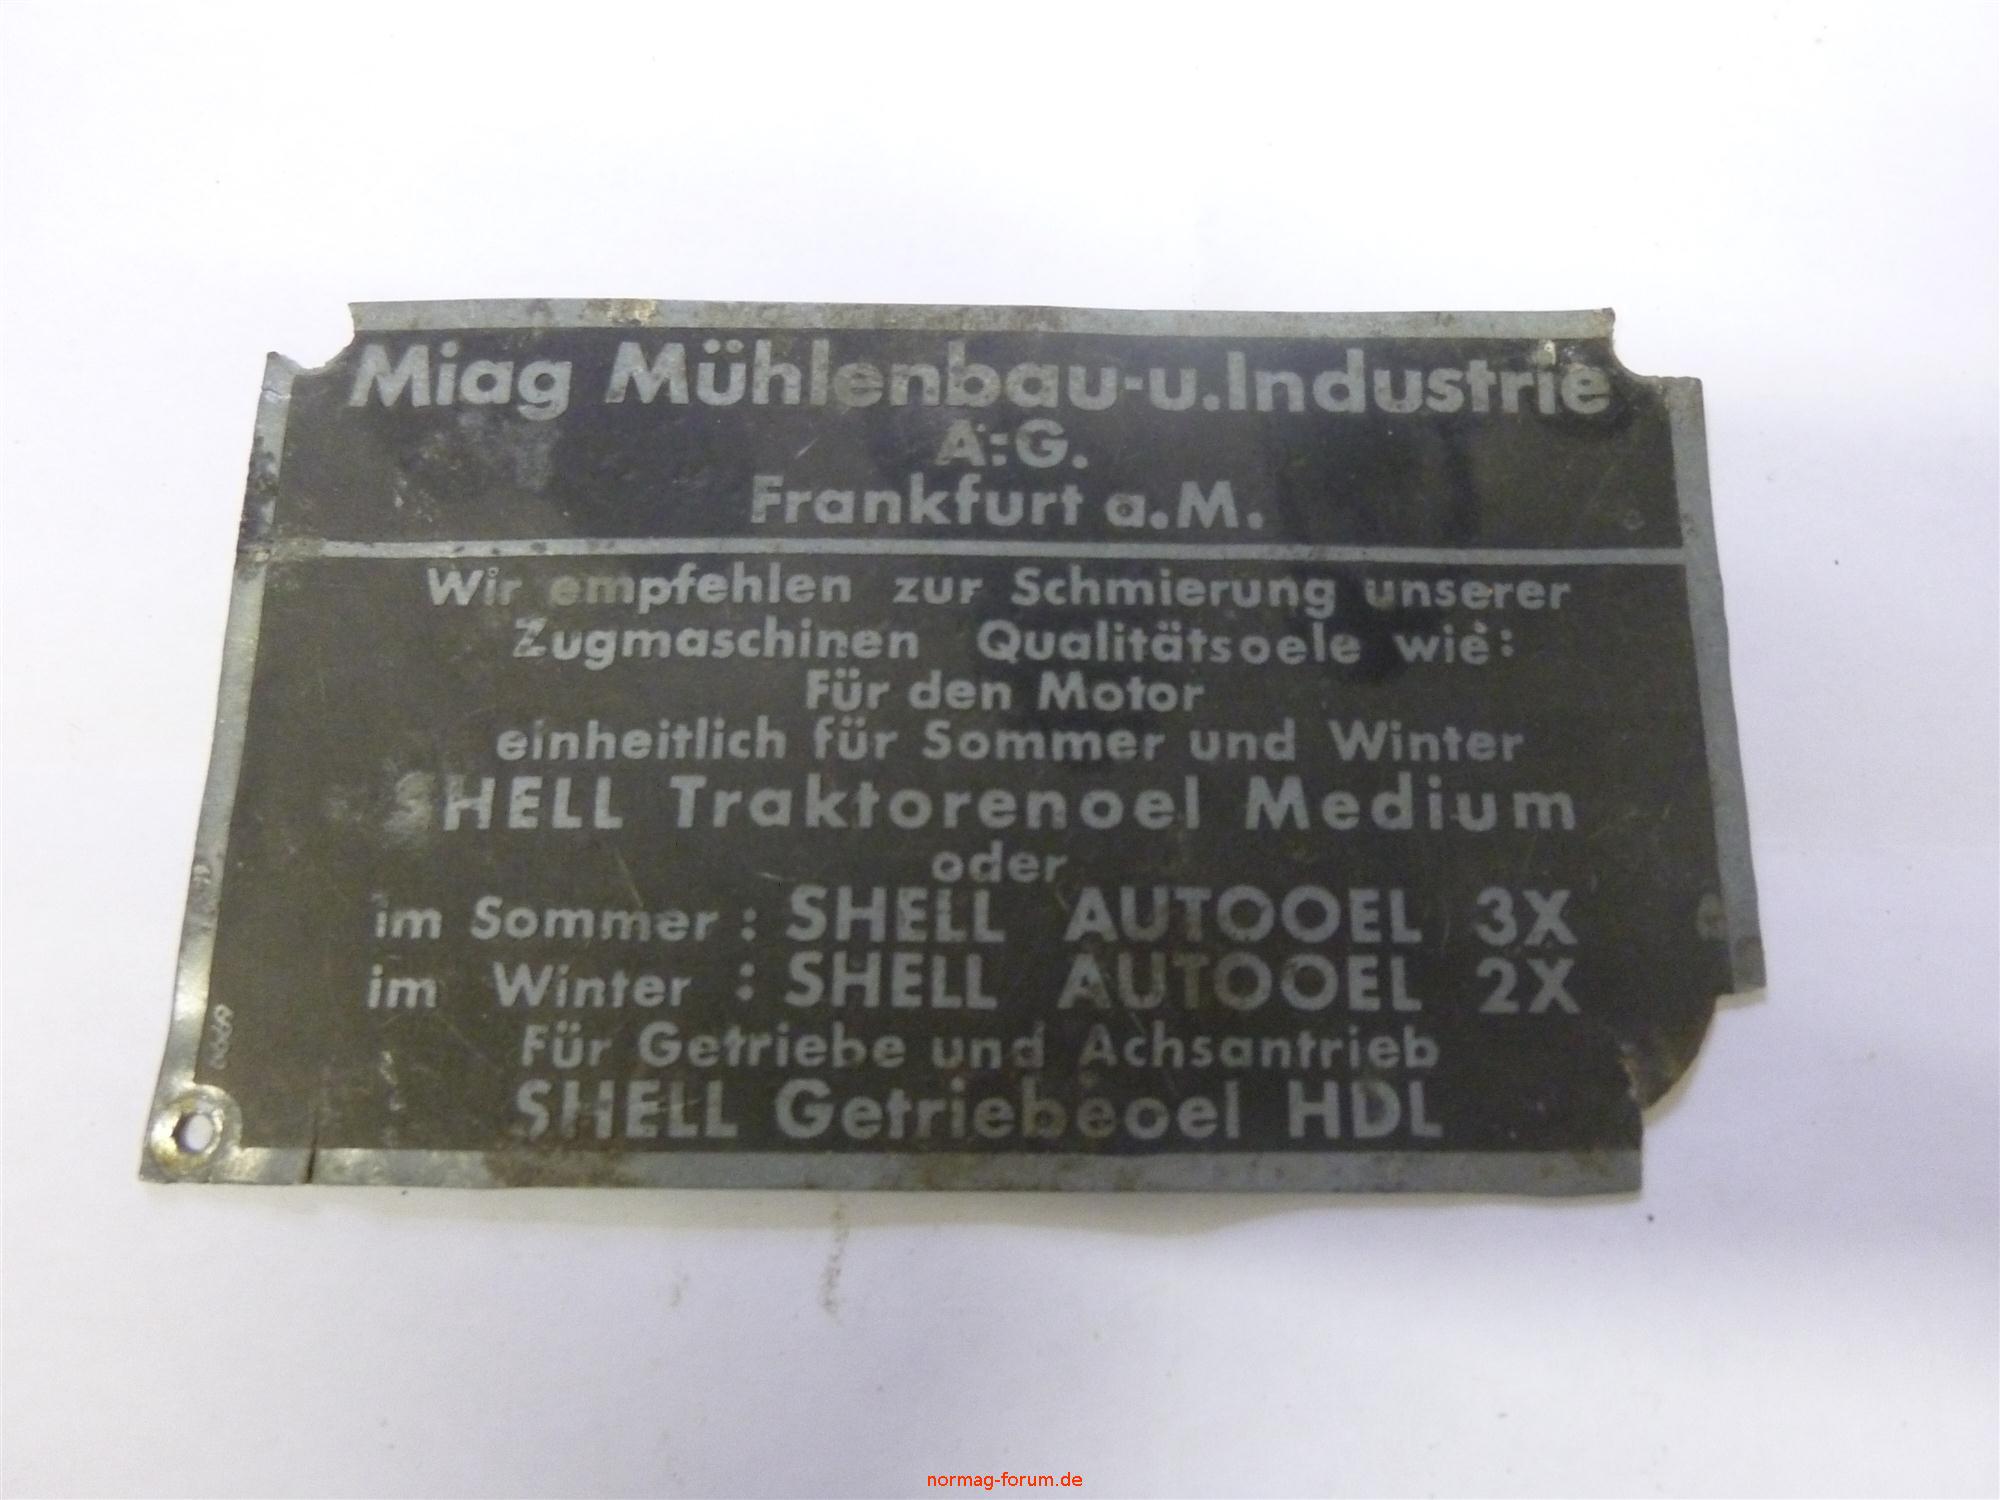 Miag Mühlenbau-u.Industrie
A.:G.
Frankfurt a.M.
Wir empfehlen zur Schmierung unserer
Zugmaschinen Qualitätsoele wie:
Für den Motor
einheitlich für Sommer und Winter
SHELL Traktorenoel Medium
oder
im Sommer : SHELL AUTOOEL 3X
im Winter : SHELL AUTOOEL 2X
Für Getriebe und Achsantrieb
SHELL Getriebeoel HDL
normag-forum.de